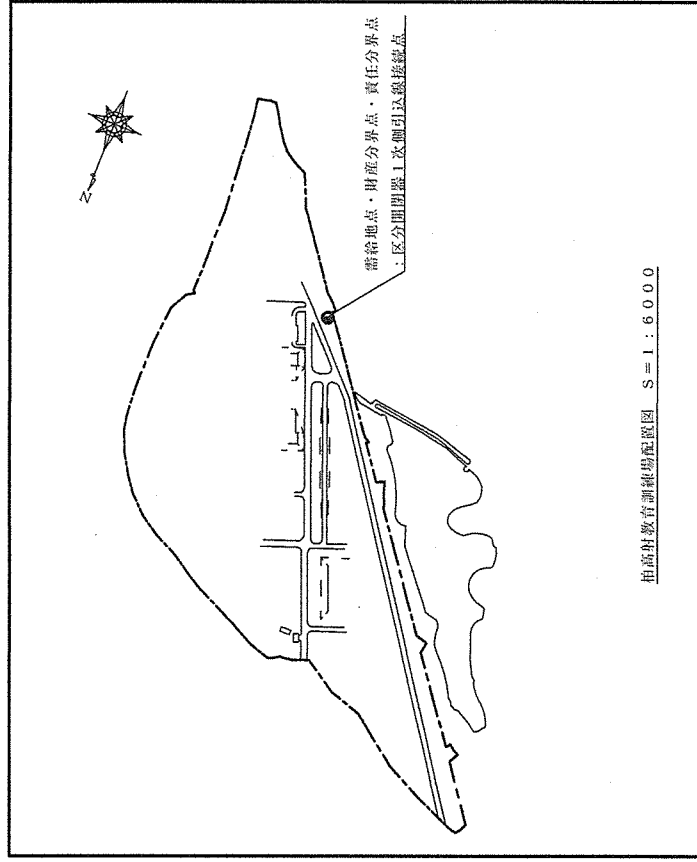 N
需給地点・財産分界点・責任分界点
：区分開閉器１次側引込線接続点
柏高射教育訓練場配置図　Ｓ＝１：６０００